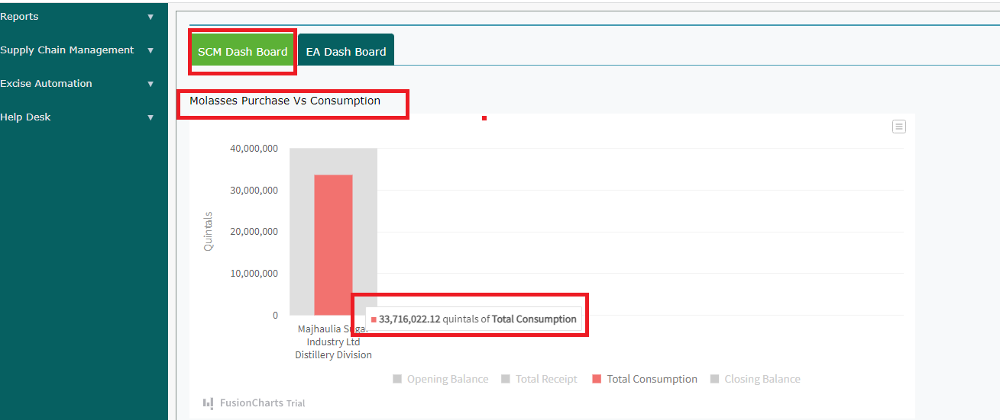 Reports
Supply Chain Management
Excise Automation
Help Desk
SCM Dash Board
EA Dash Board
Molasses Purchase Vs Consumption
40,000,000
30,000,000
20,000,000
10,000,000
0
Quintals
33,716,022.12 quintals of Total Consumption
Majhaulia Sugar
Industry Ltd
Distillery Division
Opening Balance Total Receipt Total Consumption Closing Balance
FusionCharts Trial